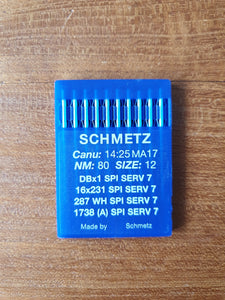 SCHMETZ
Canu: 14:25 MA17
NM: 80 SIZE: 12
DBx1 SPI SERV 7
16x231 SPI SERV 7
287 WH SPI SERV 7
1738 (A) SPI SERV 7
Made by Schmetz